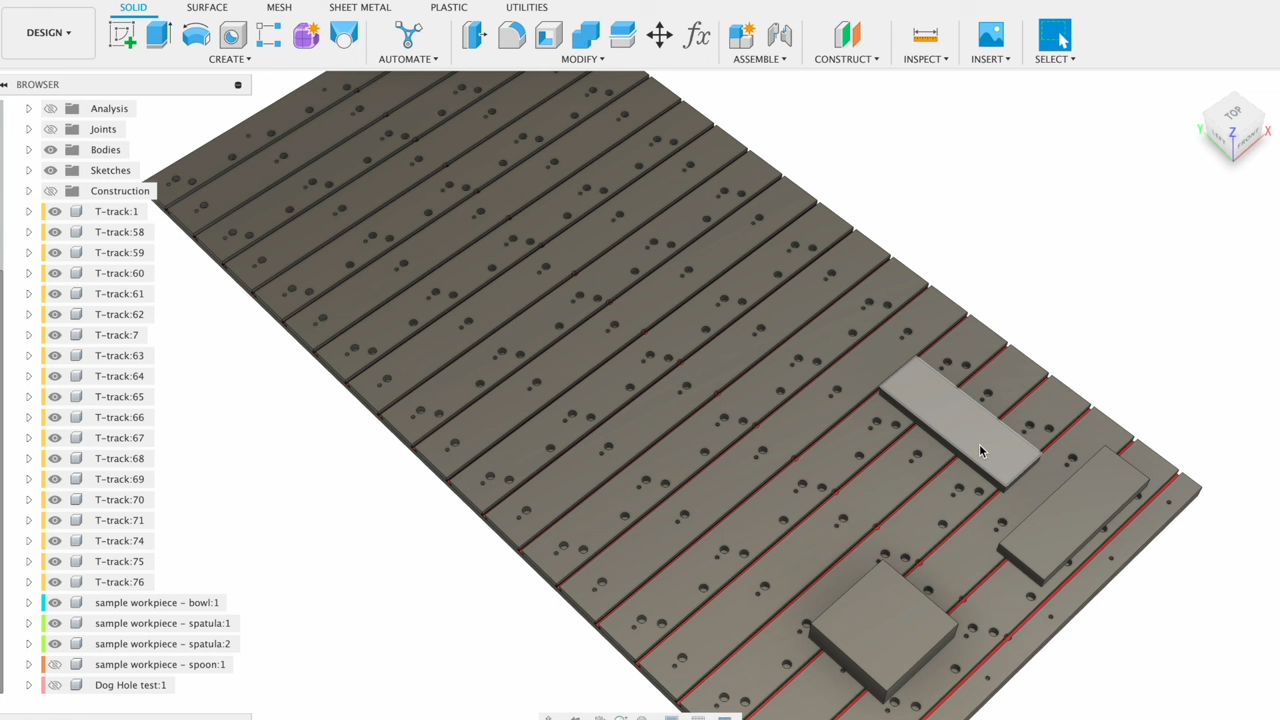 SOLID SURFACE MESH SHEET METAL PLASTIC UTILITIES
DESIGN
CREATE AUTOMATE MODIFY ASSEMBLE CONSTRUCT INSPECT INSERT SELECT
BROWSER
Analysis
Joints
Bodies
Sketches
Construction
T-track:1
T-track:58
T-track:59
T-track:60
T-track:61
T-track:62
T-track:7
T-track:63
T-track:64
T-track:65
T-track:66
T-track:67
T-track:68
T-track:69
T-track:70
T-track:71
T-track:74
T-track:75
T-track:76
sample workpiece - bowl:1
sample workpiece - spatula:1
sample workpiece - spatula:2
sample workpiece - spoon:1
Dog Hole test:1
TOP
Y Z X
LEFT FRONT